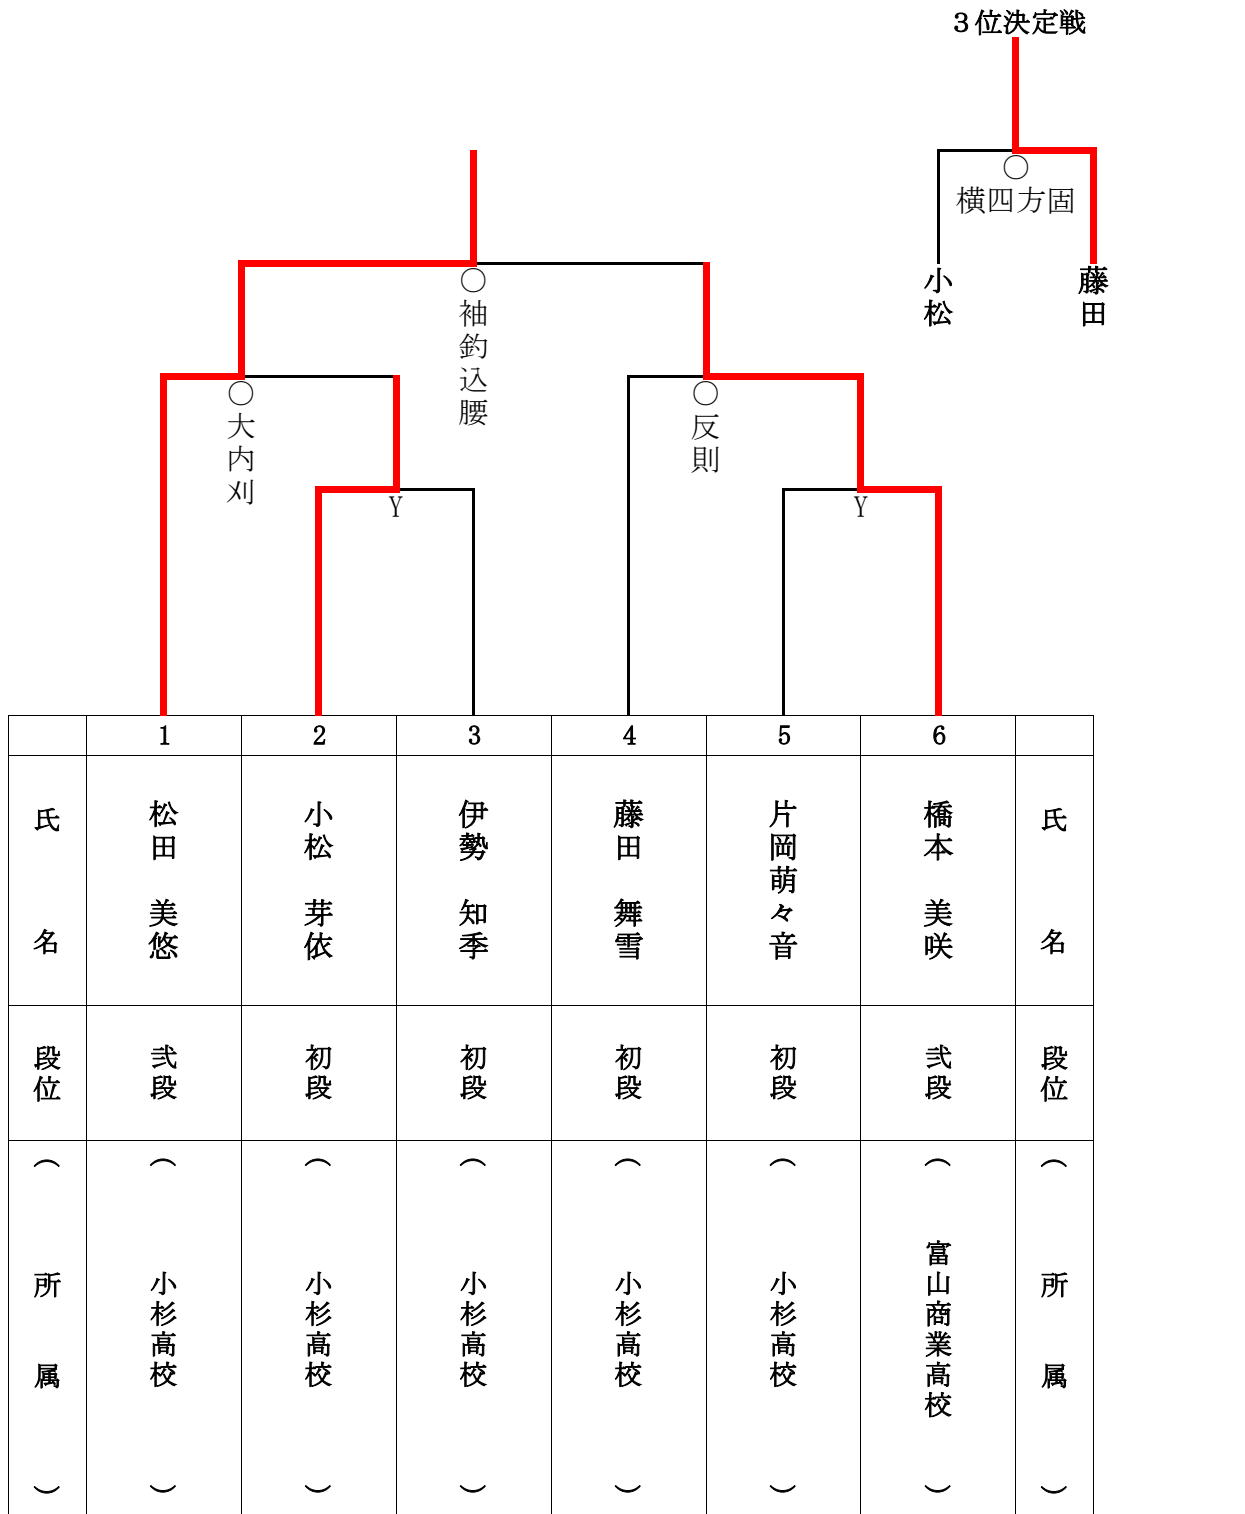 ３位決定戦
○
横四方固
小松
藤田
○袖釣込腰
○大内刈
○反則
Y
Y
1 2 3 4 5 6
氏名
松田 美悠
小松 芽依
伊勢 知季
藤田 舞雪
片岡萌々音
橋本 美咲
氏名
段位
弐段
初段
初段
初段
初段
弐段
段位
（所属）
（小杉高校）
（小杉高校）
（小杉高校）
（小杉高校）
（小杉高校）
（富山商業高校）
（所属）